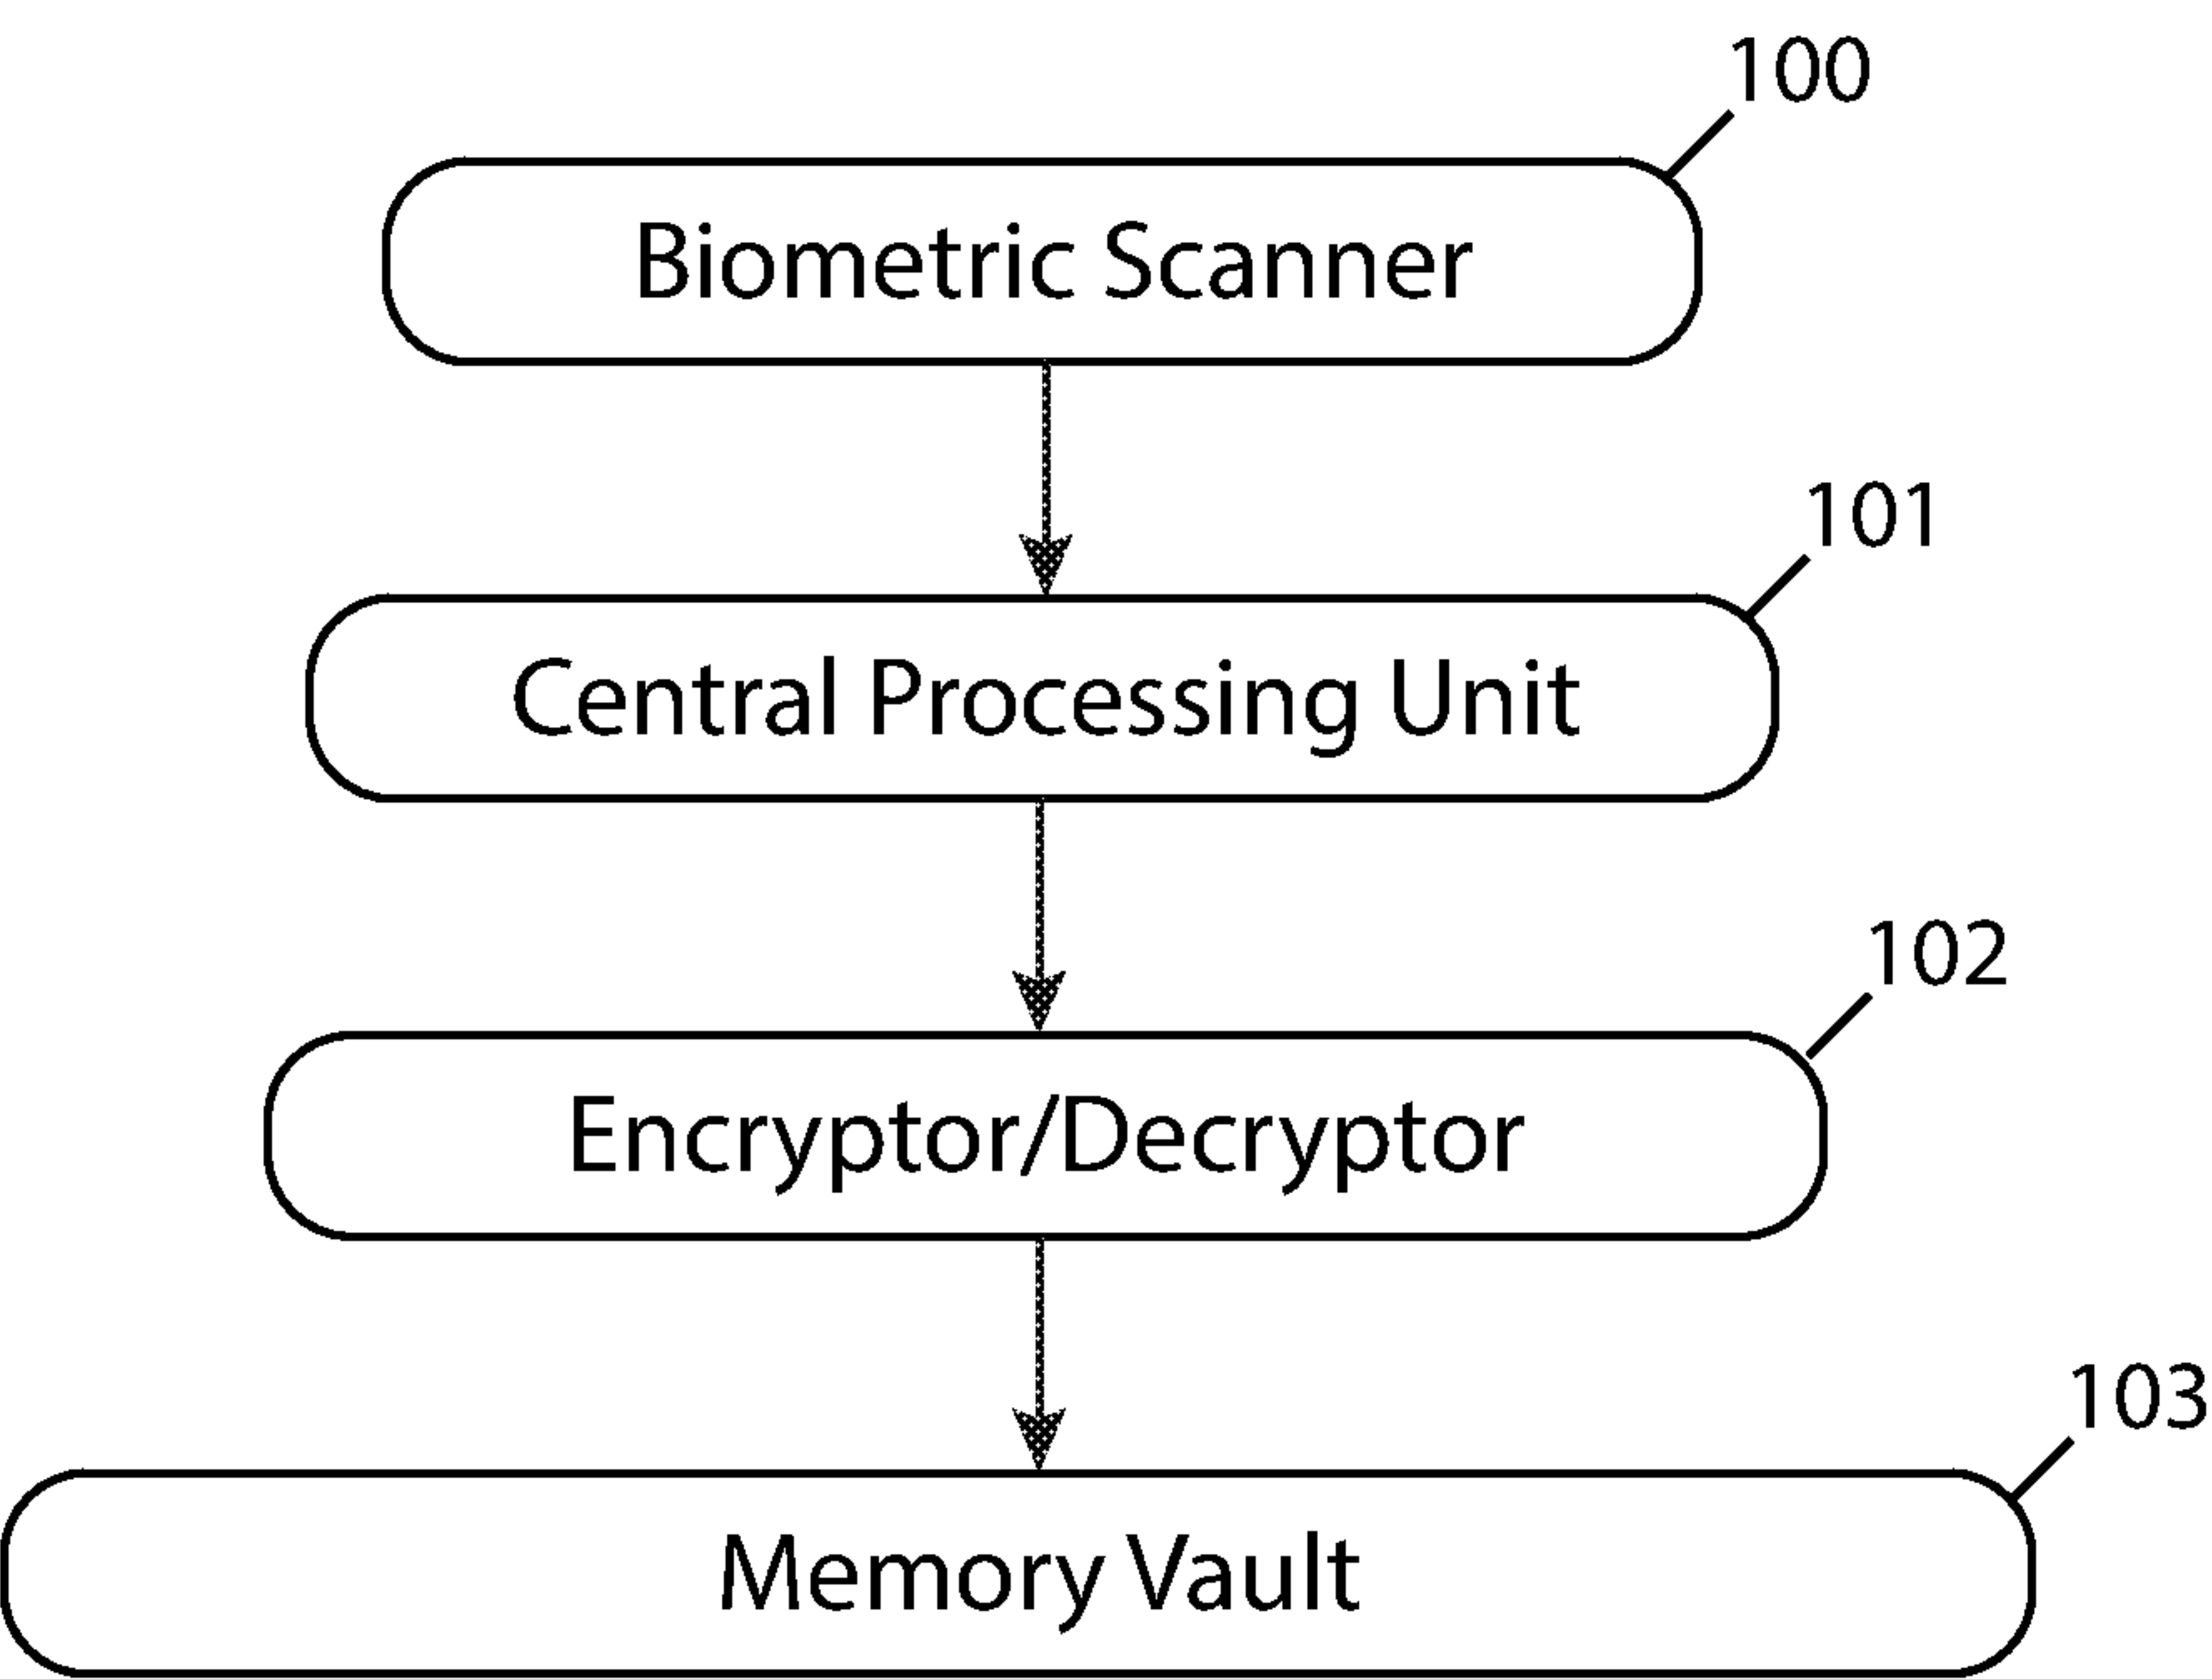 100
Biometric Scanner
101
Central Processing Unit
102
Encryptor/Decryptor
103
Memory Vault